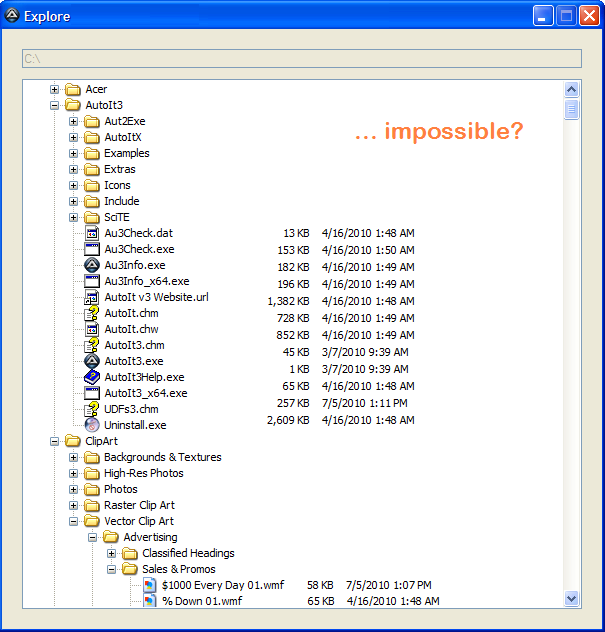 Explore
C:\
Acer
AutoIt3
... impossible?
Aut2Exe
AutoItX
Examples
Extras
Icons
Include
SciTE
Au3Check.dat 13 KB 4/16/2010 1:48 AM
Au3Check.exe 153 KB 4/16/2010 1:50 AM
Au3Info.exe 182 KB 4/16/2010 1:49 AM
Au3Info_x64.exe 196 KB 4/16/2010 1:49 AM
AutoIt v3 Website.url 1,382 KB 4/16/2010 1:48 AM
AutoIt.chm 728 KB 4/16/2010 1:49 AM
AutoIt.chw 852 KB 4/16/2010 1:49 AM
AutoIt3.chm 45 KB 3/7/2010 9:39 AM
AutoIt3.exe 1 KB 3/7/2010 9:39 AM
AutoIt3Help.exe 65 KB 4/16/2010 1:48 AM
AutoIt3_x64.exe 257 KB 7/5/2010 1:11 PM
UDFs3.chm 2,609 KB 4/16/2010 1:48 AM
Uninstall.exe
ClipArt
Backgrounds & Textures
High-Res Photos
Photos
Raster Clip Art
Vector Clip Art
Advertising
Classified Headings
Sales & Promos
$1000 Every Day 01.wmf 58 KB 7/5/2010 1:07 PM
% Down 01.wmf 65 KB 4/16/2010 1:48 AM